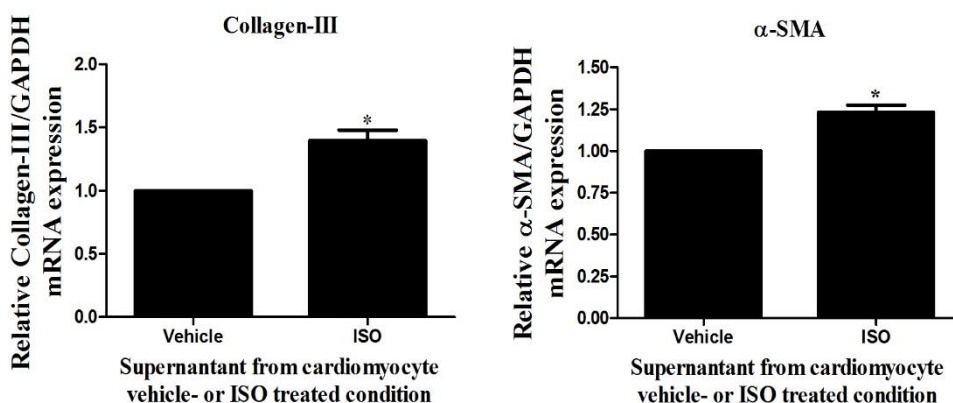 Collagen-III
Relative Collagen-III/GAPDH
mRNA expression
2.0
1.5
1.0
0.5
0.0
*
Vehicle
ISO
Supernantant from cardiomyocyte
vehicle- or ISO treated condition
α-SMA
Relative α-SMA/GAPDH
mRNA expression
1.50
1.25
1.00
0.75
0.50
0.25
0.00
*
Vehicle
ISO
Supernantant from cardiomyocyte
vehicle- or ISO treated condition